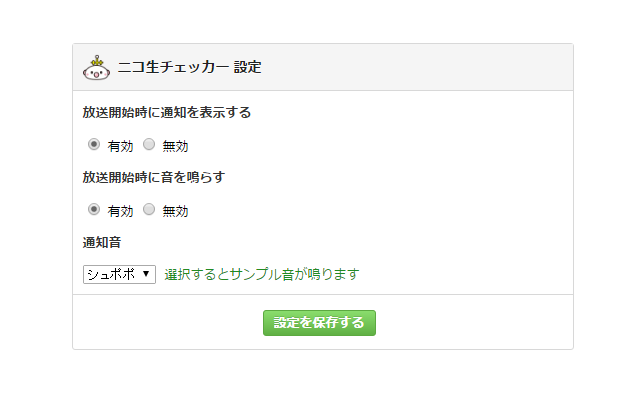 ニコ生チェッカー 設定
放送開始時に通知を表示する
有効 無効
放送開始時に音を鳴らす
有効 無効
通知音
シュポポ ▼ 選択するとサンプル音が鳴ります
設定を保存する